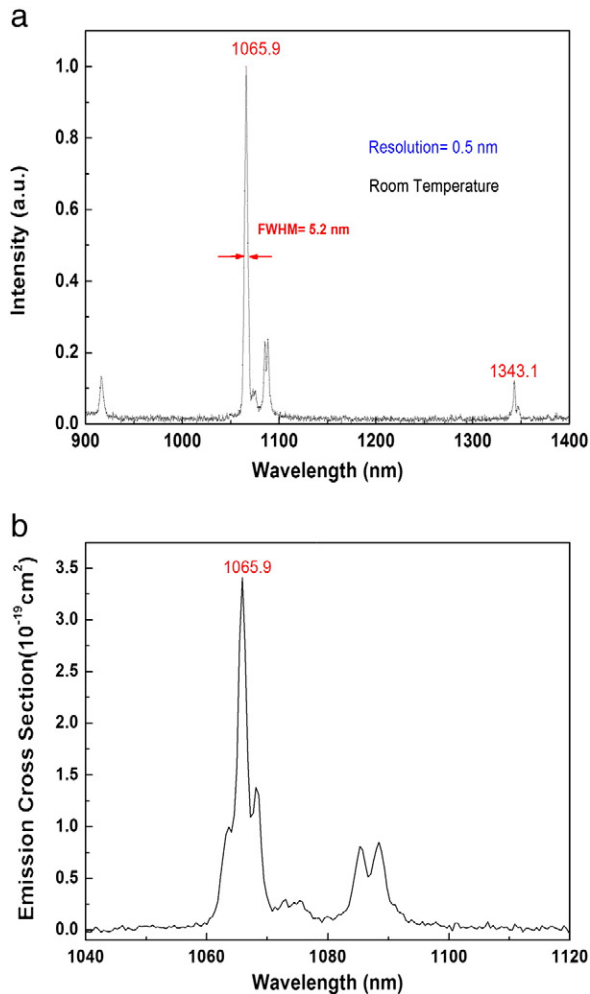 a
1065.9
1.0
0.8
0.6
0.4
0.2
0.0
Intensity (a.u.)
Resolution= 0.5 nm
Room Temperature
FWHM= 5.2 nm
1343.1
900 1000 1100 1200 1300 1400
Wavelength (nm)
b
1065.9
3.5
3.0
2.5
2.0
1.5
1.0
0.5
0.0
Emission Cross Section(10⁻¹⁹cm²)
1040 1060 1080 1100 1120
Wavelength (nm)